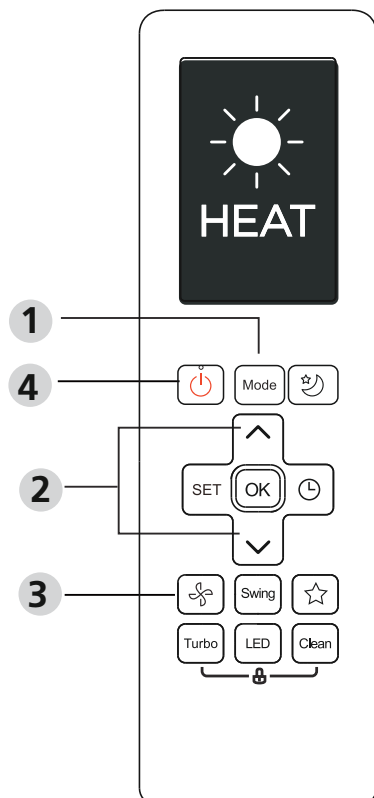 HEAT
1
4
Mode
2
SET
OK
3
Swing
Turbo
LED
Clean